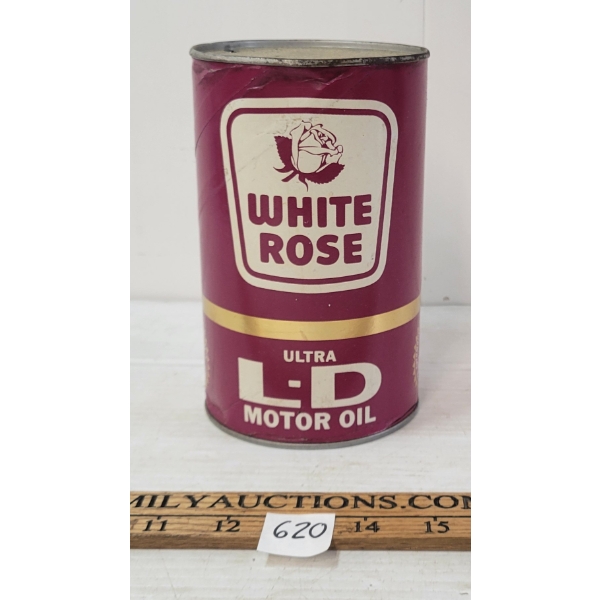 WHITE
ROSE
ULTRA
L-D
MOTOR OIL
MILYAUCTIONS.COM
11 12 620 14 15